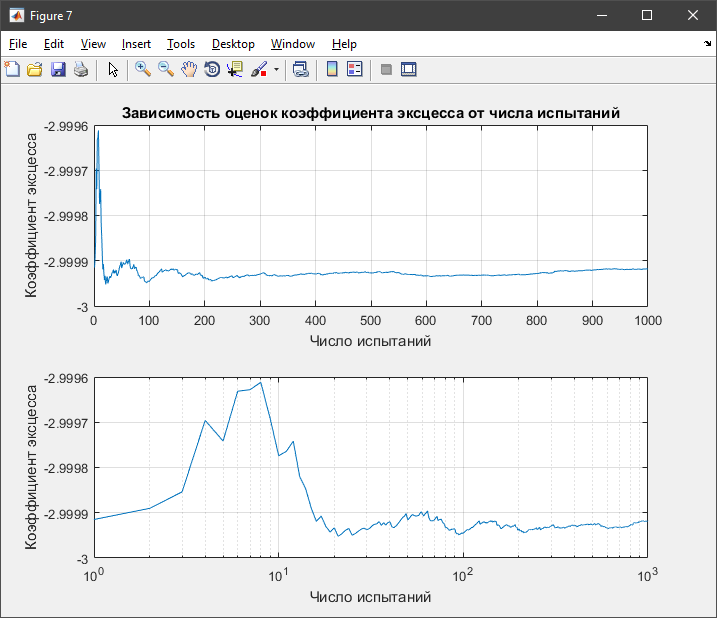 Figure 7
File Edit View Insert Tools Desktop Window Help
Зависимость оценок коэффициента эксцесса от числа испытаний
Коэффициент эксцесса
-2.9996
-2.9997
-2.9998
-2.9999
-3
0 100 200 300 400 500 600 700 800 900 1000
Число испытаний
Коэффициент эксцесса
-2.9996
-2.9997
-2.9998
-2.9999
-3
10^0 10^1 10^2 10^3
Число испытаний